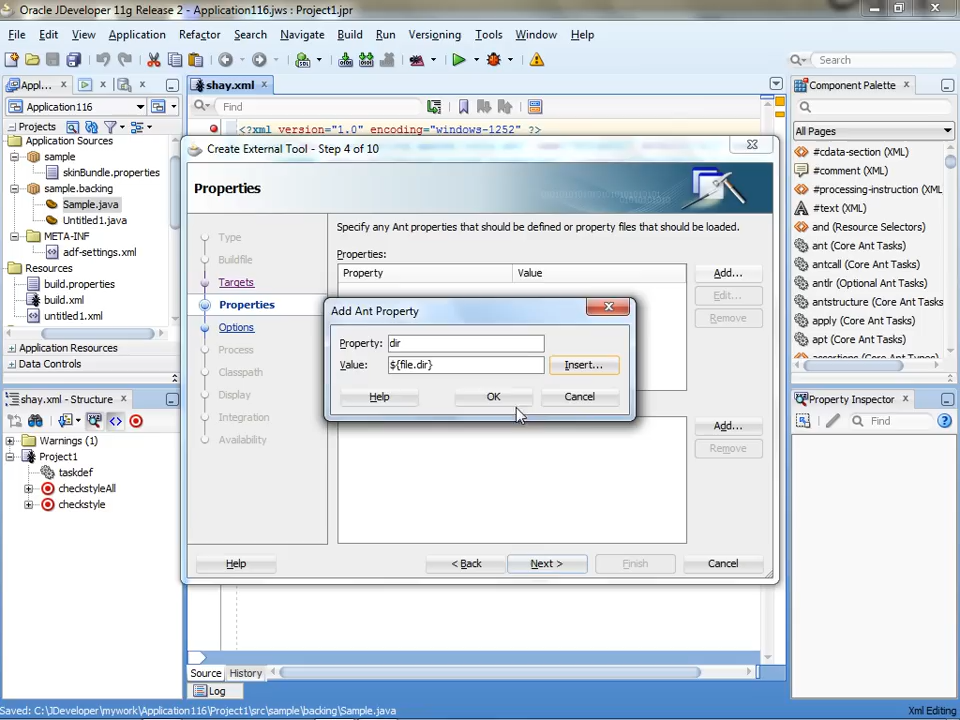 Oracle JDeveloper 11g Release 2 - Application116.jws : Project1.jpr
File Edit View Application Refactor Search Navigate Build Run Versioning Tools Window Help
Search
Appl...
shay.xml
Component Palette
Application116
Find
Projects
<?xml version="1.0" encoding="windows-1252" ?>
All Pages
Application Sources
sample
skinBundle.properties
sample.backing
Sample.java
Untitled1.java
META-INF
adf-settings.xml
Resources
build.properties
build.xml
untitled1.xml
Application Resources
Data Controls
shay.xml - Structure
Warnings (1)
Project1
taskdef
checkstyleAll
checkstyle
Create External Tool - Step 4 of 10
Properties
Type
Buildfile
Targets
Properties
Options
Process
Classpath
Display
Integration
Availability
Specify any Ant properties that should be defined or property files that should be loaded.
Properties:
Property Value
Add...
Edit...
Remove
Add Ant Property
Property: dir
Value: ${file.dir} Insert...
Help OK Cancel
Add...
Remove
Help < Back Next > Finish Cancel
#cdata-section (XML)
#comment (XML)
#processing-instruction (XML)
#text (XML)
and (Resource Selectors)
ant (Core Ant Tasks)
antcall (Core Ant Tasks)
antlr (Optional Ant Tasks)
antstructure (Core Ant Tasks)
apply (Core Ant Tasks)
apt (Core Ant Tasks)
Property Inspector
Find
Source History
Log
Saved: C:\JDeveloper\mywork\Application116\Project1\src\sample\backing\Sample.java
Xml Editing